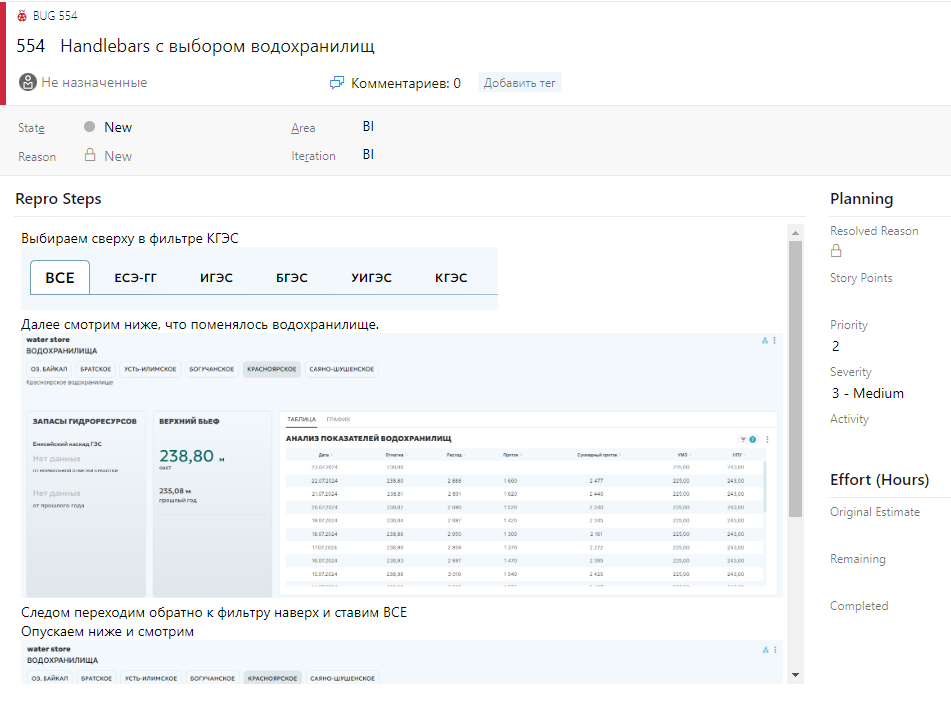 BUG 554
554 Handlebars с выбором водохранилищ
Не назначенные
Комментариев: 0
Добавить тег
State New
Area BI
Reason New
Iteration BI
Repro Steps
Выбираем сверху в фильтре КГЭС
ВСЕ ЕСЭ-ГГ ИГЭС БГЭС УИГЭС КГЭС
Далее смотрим ниже, что поменялось водохранилище.
water store
ВОДОХРАНИЛИЩА
ОЗ. БАЙКАЛ БРАТСКОЕ УСТЬ-ИЛИМСКОЕ БОГУЧАНСКОЕ КРАСНОЯРСКОЕ САЯНО-ШУШЕНСКОЕ
Красноярское водохранилище
ЗАПАСЫ ГИДРОРЕСУРСОВ
Енисейский каскад ГЭС
Нет данных
Нет данных
от прошлого года
ВЕРХНИЙ БЬЕФ
238,80 м
ФАКТ
235,08 м
прошлый год
ТАБЛИЦА ГРАФИК
АНАЛИЗ ПОКАЗАТЕЛЕЙ ВОДОХРАНИЛИЩ
Дата Отметка Расход Приток Суммарный приток УМО НПУ
23.07.2024 238,80 225,00 243,00
22.07.2024 238,80 2 888 1 660 2 477 225,00 243,00
21.07.2024 238,81 2 891 1 620 2 440 225,00 243,00
20.07.2024 238,82 2 890 1 520 225,00 243,00
19.07.2024 238,84 2 887 1 420 2 245 225,00 243,00
18.07.2024 238,86 2 950 1 300 2 161 225,00 243,00
17.07.2024 238,90 2 859 1 370 2 272 225,00 243,00
16.07.2024 238,93 2 897 1 470 2 395 225,00 243,00
15.07.2024 238,96 3 010 1 540 2 423 225,00 243,00
Следом переходим обратно к фильтру наверх и ставим ВСЕ
Опускаем ниже и смотрим
water store
ВОДОХРАНИЛИЩА
ОЗ. БАЙКАЛ БРАТСКОЕ УСТЬ-ИЛИМСКОЕ БОГУЧАНСКОЕ КРАСНОЯРСКОЕ САЯНО-ШУШЕНСКОЕ
Planning
Resolved Reason
Story Points
Priority
2
Severity
3 - Medium
Activity
Effort (Hours)
Original Estimate
Remaining
Completed